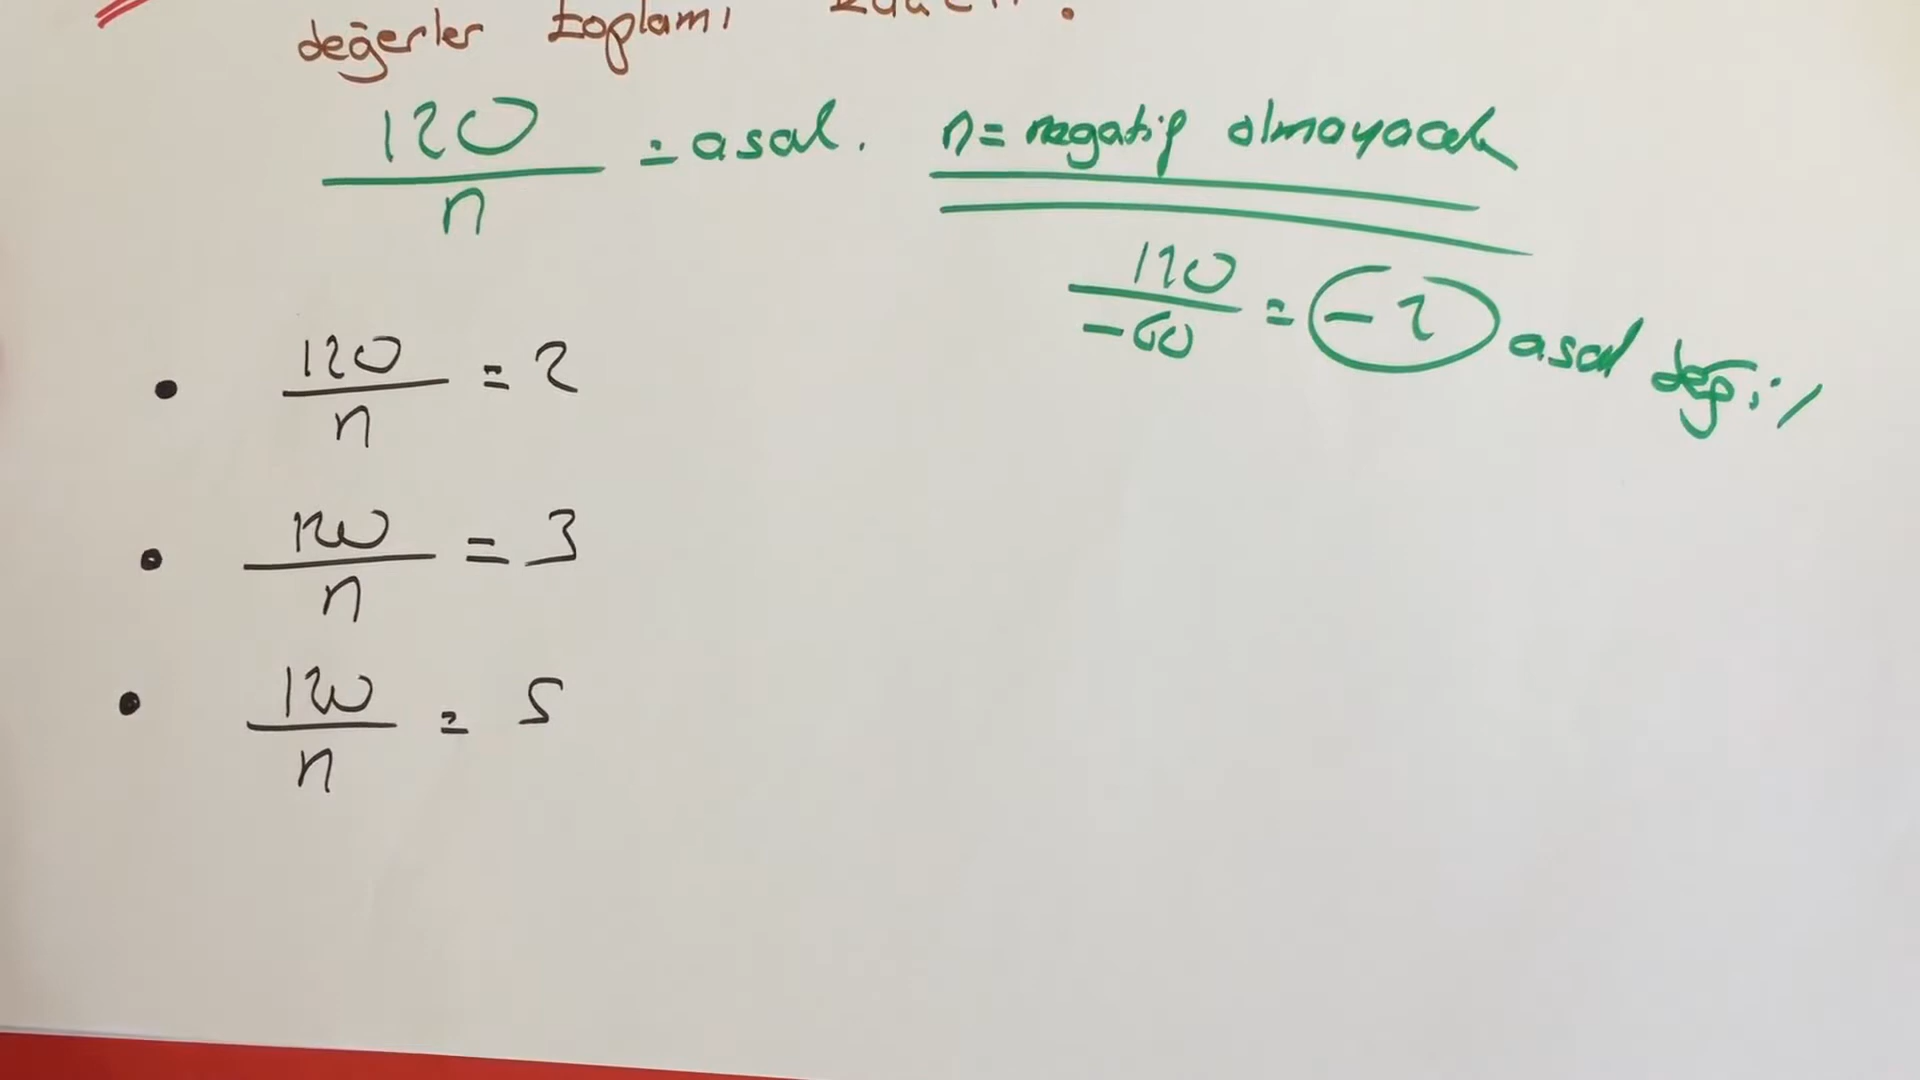 değerler toplamı
120
n
= asal. n = negatif olmayacak
120
-60
= -2 asal değil
• 120
n
= 2
• 120
n
= 3
• 120
n
= 5